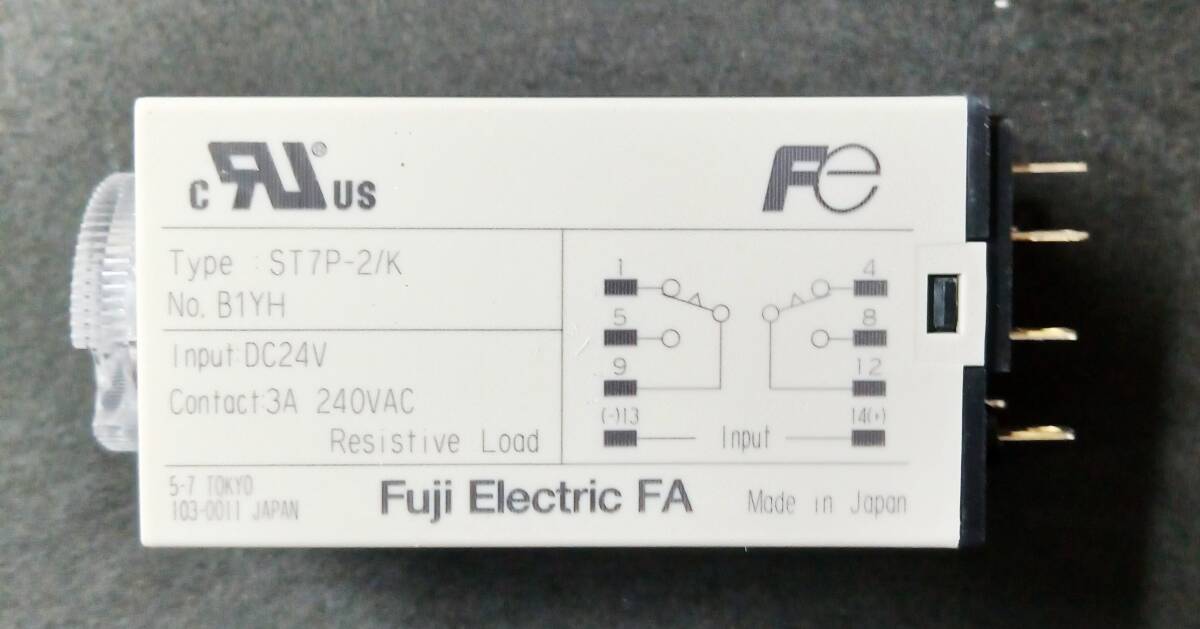 c RU® US
Fe
Type : ST7P-2/K
No. B1YH
Input:DC24V
Contact:3A 240VAC
Resistive Load
1 4
5 8
9 12
(-)13 Input 14(+)
5-7 TOKYO
103-0011 JAPAN
Fuji Electric FA
Made in Japan